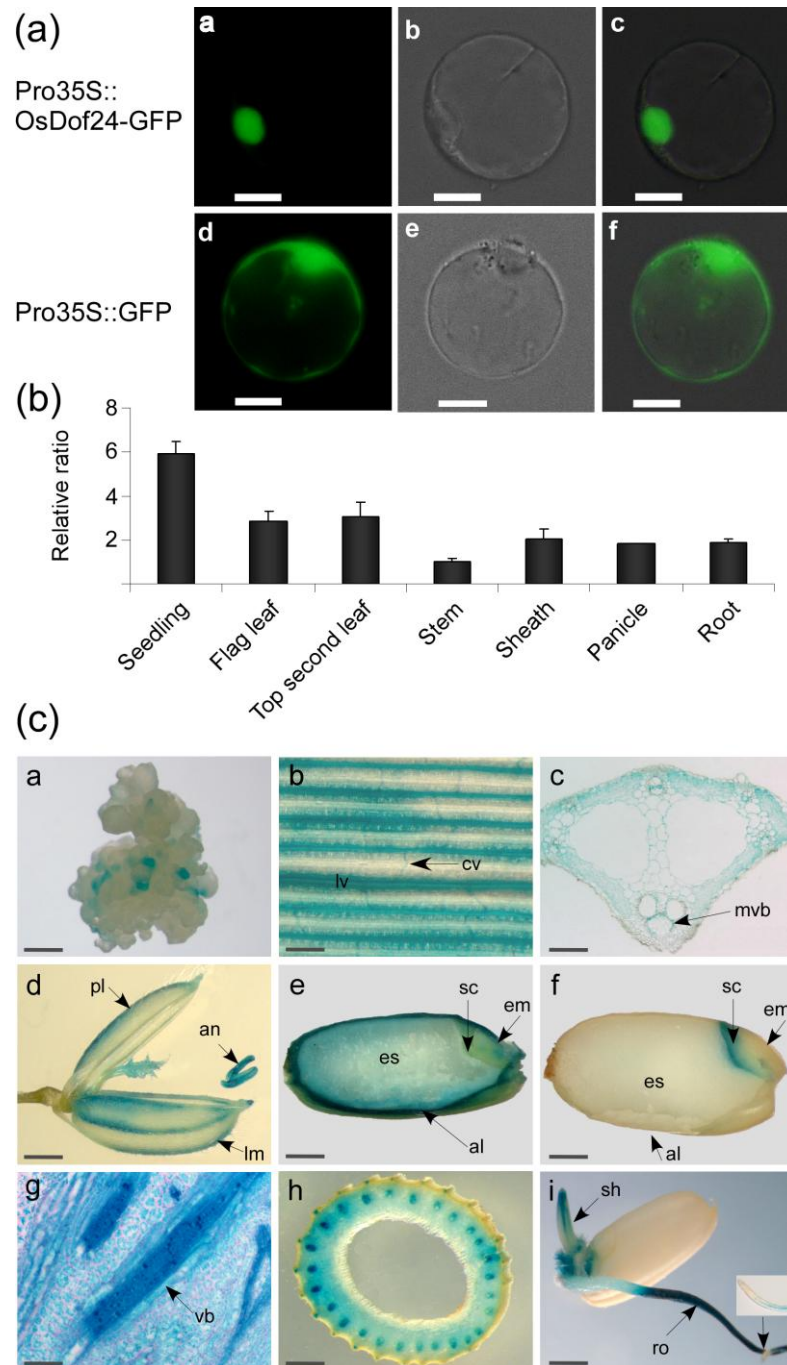 (a)
Pro35S::
OsDof24-GFP
a
b
c
Pro35S::GFP
d
e
f
(b)
Relative ratio
8
6
4
2
Seedling
Flag leaf
Top second leaf
Stem
Sheath
Panicle
Root
(c)
a
b
cv
lv
c
mvb
d
pl
an
lm
e
sc
em
es
al
f
sc
em
es
al
g
vb
h
i
sh
ro